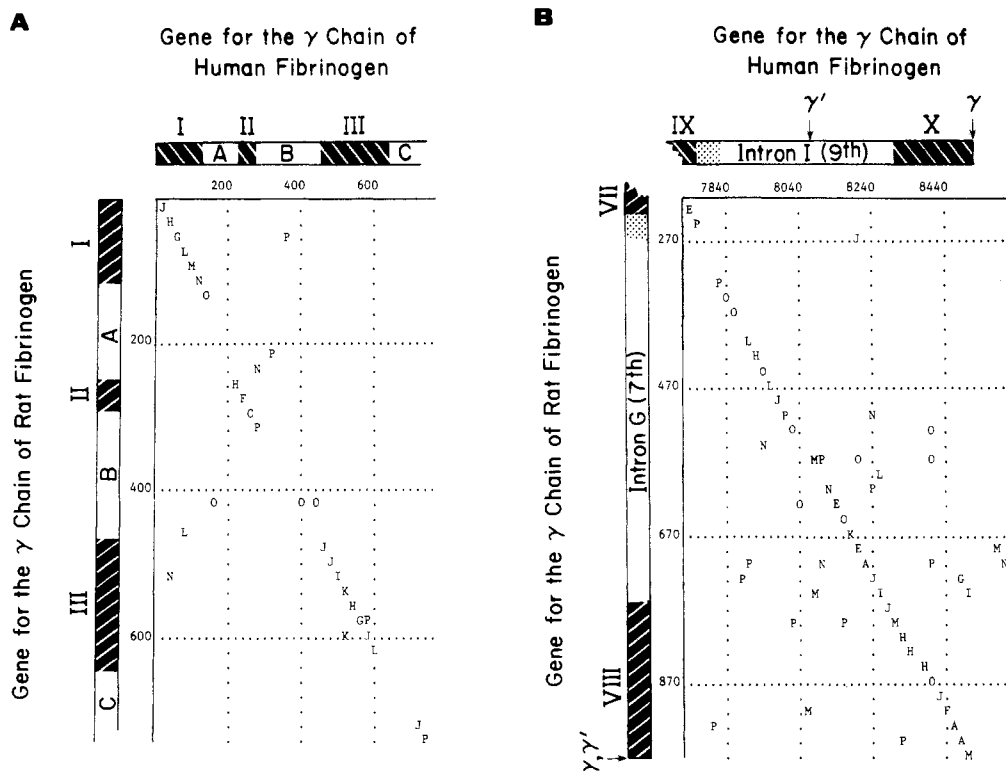 A
Gene for the γ Chain of
Human Fibrinogen
I II III
A B C
200 400 600
Gene for the γ Chain of Rat Fibrinogen
I
A
II
B
III
C
200
400
600
J
H
G
L
M
N
O
P
P
N
H
F
C
P
O O O
L
J
J
N I
K
H
GP
K J
L
J
P
B
Gene for the γ Chain of
Human Fibrinogen
γ' γ
IX X
Intron I (9th)
7840 8040 8240 8440
Gene for the γ Chain of Rat Fibrinogen
VII
Intron G (7th)
VIII
γ,γ'
270
470
670
870
E
P
J
P
O
O
L
H
O
L
J
P N
O O
N
MP O O
L
N P
O E
O
K
E M
P N A P N
P J G
M I I
J
P P M
H
H
H
O
J
M F
P A
P A
M